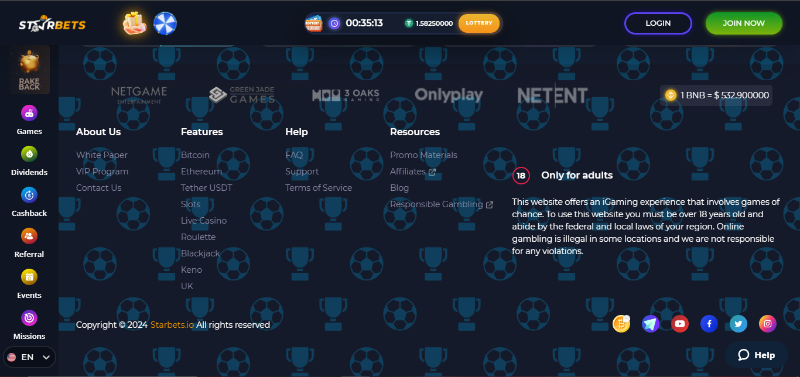 STARBETS
00:35:13
1.58250000
LOTTERY
LOGIN
JOIN NOW
RAKE
BACK
Games
Dividends
Cashback
Referral
Events
Missions
EN
NETGAME
ENTERTAINMENT
GREEN JADE
GAMES
3 OAKS
GAMING
Onlyplay
NETENT
1 BNB = $ 532.900000
About Us
White Paper
VIP Program
Contact Us
Features
Bitcoin
Ethereum
Tether USDT
Slots
Live-Casino
Roulette
Blackjack
Keno
UK
Help
FAQ
Support
Terms of Service
Resources
Promo Materials
Affiliates
Blog
Responsible Gambling
18
Only for adults
This website offers an iGaming experience that involves games of
chance. To use this website you must be over 18 years old and
abide by the federal and local laws of your region. Online
gambling is illegal in some locations and we are not responsible
for any violations.
Copyright © 2024 Starbets.io All rights reserved
Help